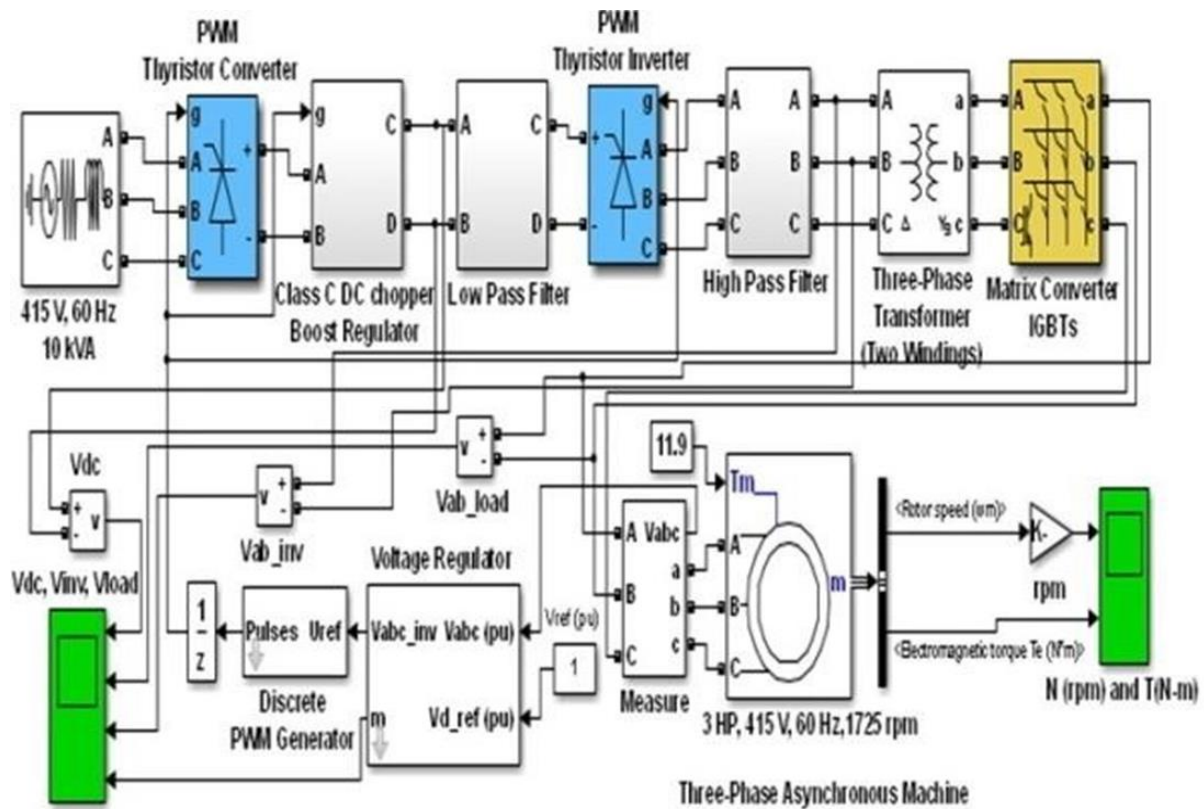 PWM
Thyristor Converter
PWM
Thyristor Inverter
A
B
C
415 V, 60 Hz
10 kVA
g
A
B
C
+
-
g
A
B
C
D
Class C DC chopper
Boost Regulator
A
B
C
D
Low Pass Filter
+
-
g
A
B
C
A
B
C
A
B
C
High Pass Filter
A
B
C
Δ
Yg
a
b
c
Three-Phase
Transformer
(Two Windings)
A
B
C
a
b
c
Matrix Converter
IGBTs
Vdc
+
-
v
v
+
-
Vab_inv
v
+
-
Vab_load
11.9
Tm
A
B
C
m
3 HP, 415 V, 60 Hz,1725 rpm
Three-Phase Asynchronous Machine
A
B
C
Vabc
a
b
c
Measure
<Rotor speed (wm)>
K-
rpm
<Electromagnetic torque Te (N*m)>
N (rpm) and T(N-m)
Vdc, Vinv, Vload
1
z
Pulses Uref
Discrete
PWM Generator
Voltage Regulator
Vabc_inv Vabc (pu)
m
Vd_ref (pu)
Vref (pu)
1